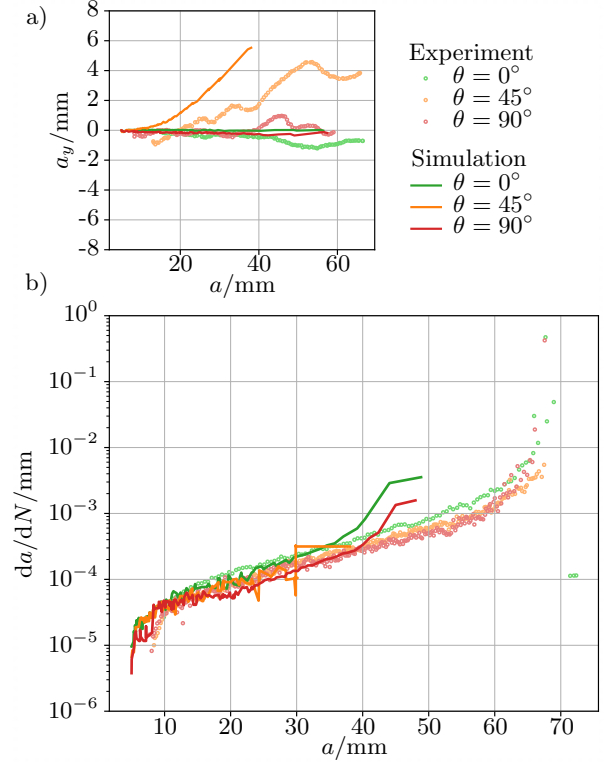 a)
8
6
4
2
0
-2
-4
-6
-8
a_y/mm
20
40
60
a/mm
Experiment
θ = 0°
θ = 45°
θ = 90°
Simulation
θ = 0°
θ = 45°
θ = 90°
b)
10^0
10^−1
10^−2
10^−3
10^−4
10^−5
10^−6
da/dN/mm
10
20
30
40
50
60
70
a/mm